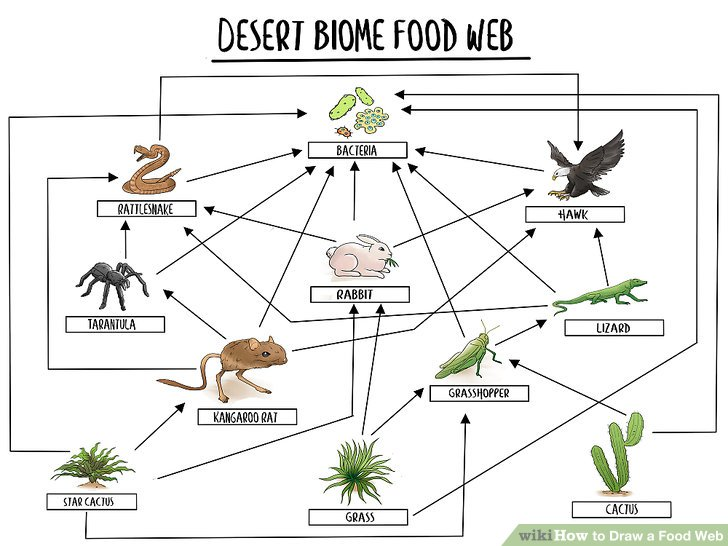 DESERT BIOME FOOD WEB
BACTERIA
RATTLESNAKE
HAWK
RABBIT
TARANTULA
LIZARD
GRASSHOPPER
KANGAROO RAT
STAR CACTUS
GRASS
CACTUS
wikiHow to Draw a Food Web